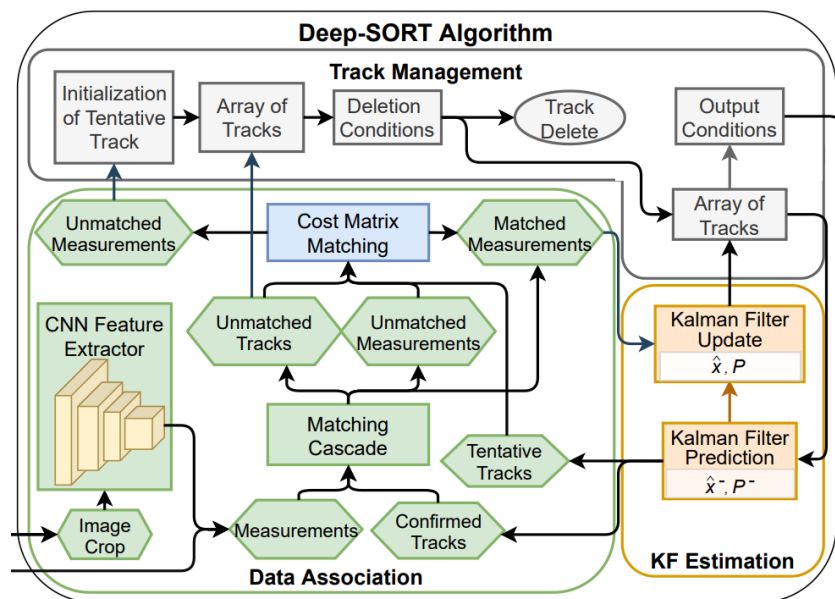 Deep-SORT Algorithm
Track Management
Initialization
of Tentative
Track
Array of
Tracks
Deletion
Conditions
Track
Delete
Output
Conditions
Array of
Tracks
Unmatched
Measurements
Cost Matrix
Matching
Matched
Measurements
CNN Feature
Extractor
Unmatched
Tracks
Unmatched
Measurements
Kalman Filter
Update
x̂, P
Matching
Cascade
Tentative
Tracks
Kalman Filter
Prediction
x̂⁻, P⁻
Image
Crop
Measurements
Confirmed
Tracks
Data Association
KF Estimation